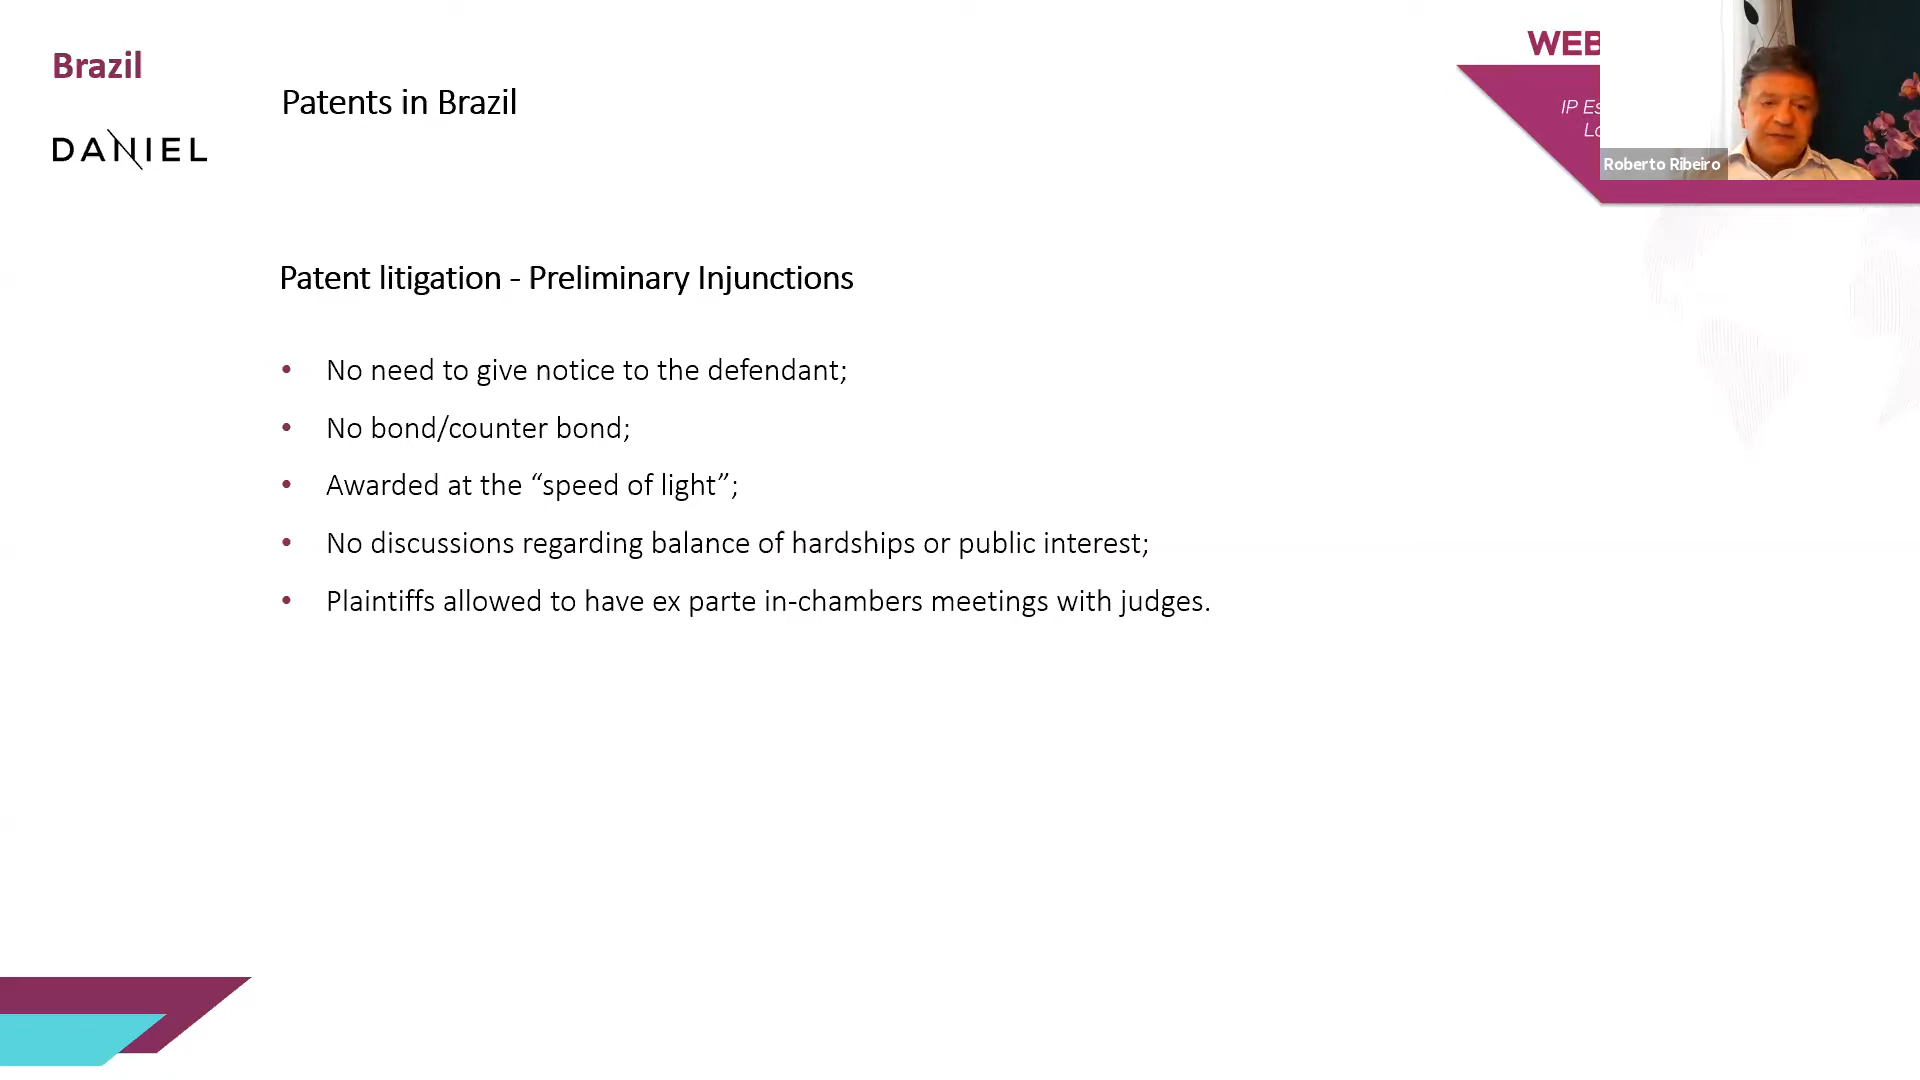 Brazil
DANIEL
Patents in Brazil
WEB
IP Es
Lo
Roberto Ribeiro
Patent litigation - Preliminary Injunctions
• No need to give notice to the defendant;
• No bond/counter bond;
• Awarded at the “speed of light”;
• No discussions regarding balance of hardships or public interest;
• Plaintiffs allowed to have ex parte in-chambers meetings with judges.